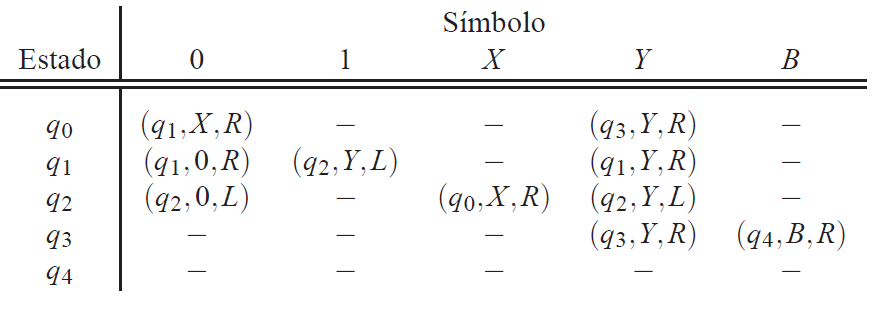 Símbolo
Estado 0 1 X Y B
q0 (q1,X,R) – – (q3,Y,R) –
q1 (q1,0,R) (q2,Y,L) – (q1,Y,R) –
q2 (q2,0,L) – (q0,X,R) (q2,Y,L) –
q3 – – – (q3,Y,R) (q4,B,R)
q4 – – – – –